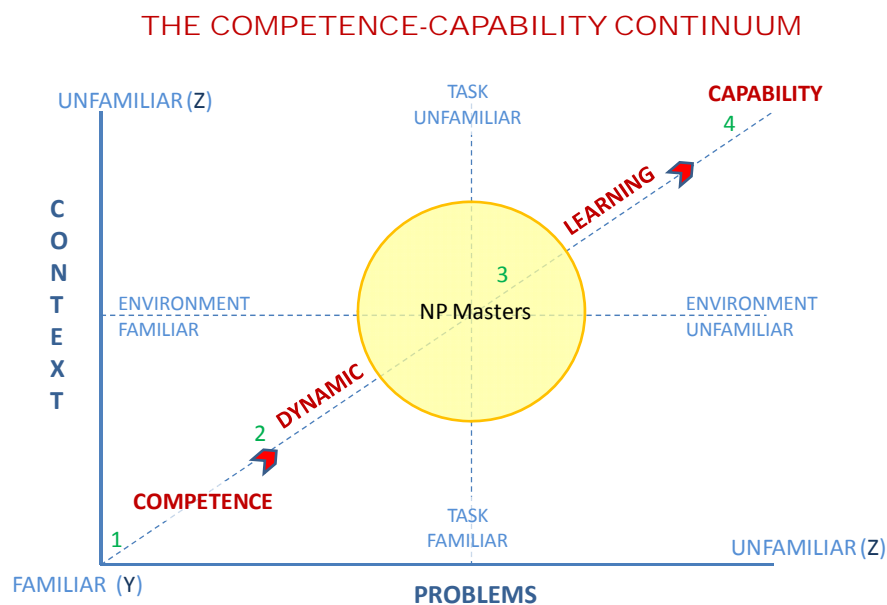 THE COMPETENCE-CAPABILITY CONTINUUM
UNFAMILIAR (Z)
TASK
UNFAMILIAR
CAPABILITY
4
LEARNING
C
O
N
T
E
X
T
3
ENVIRONMENT
FAMILIAR
NP Masters
ENVIRONMENT
UNFAMILIAR
DYNAMIC
2
COMPETENCE
1
TASK
FAMILIAR
UNFAMILIAR (Z)
FAMILIAR (Y)
PROBLEMS